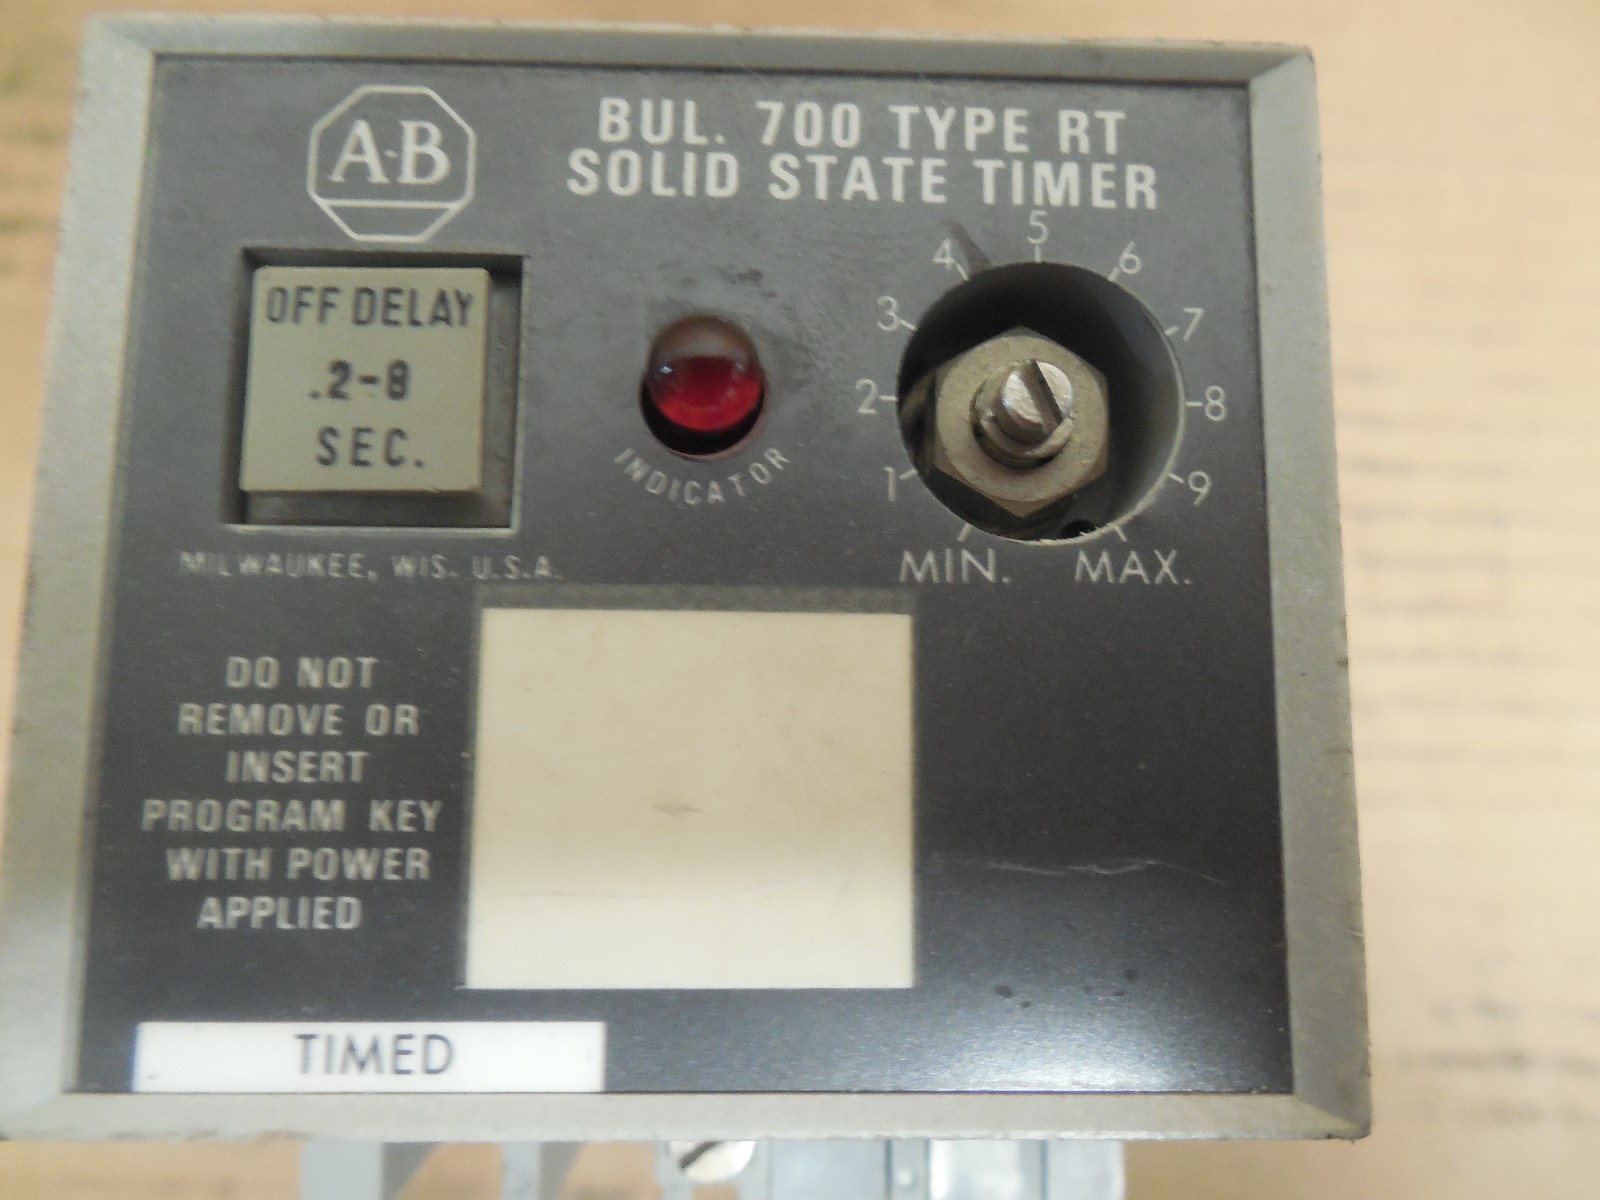 A-B
BUL. 700 TYPE RT
SOLID STATE TIMER
OFF DELAY
.2-8
SEC.
INDICATOR
MIN.
1
2
3
4
5
6
7
8
9
MAX.
MILWAUKEE, WIS. U.S.A.
DO NOT
REMOVE OR
INSERT
PROGRAM KEY
WITH POWER
APPLIED
TIMED